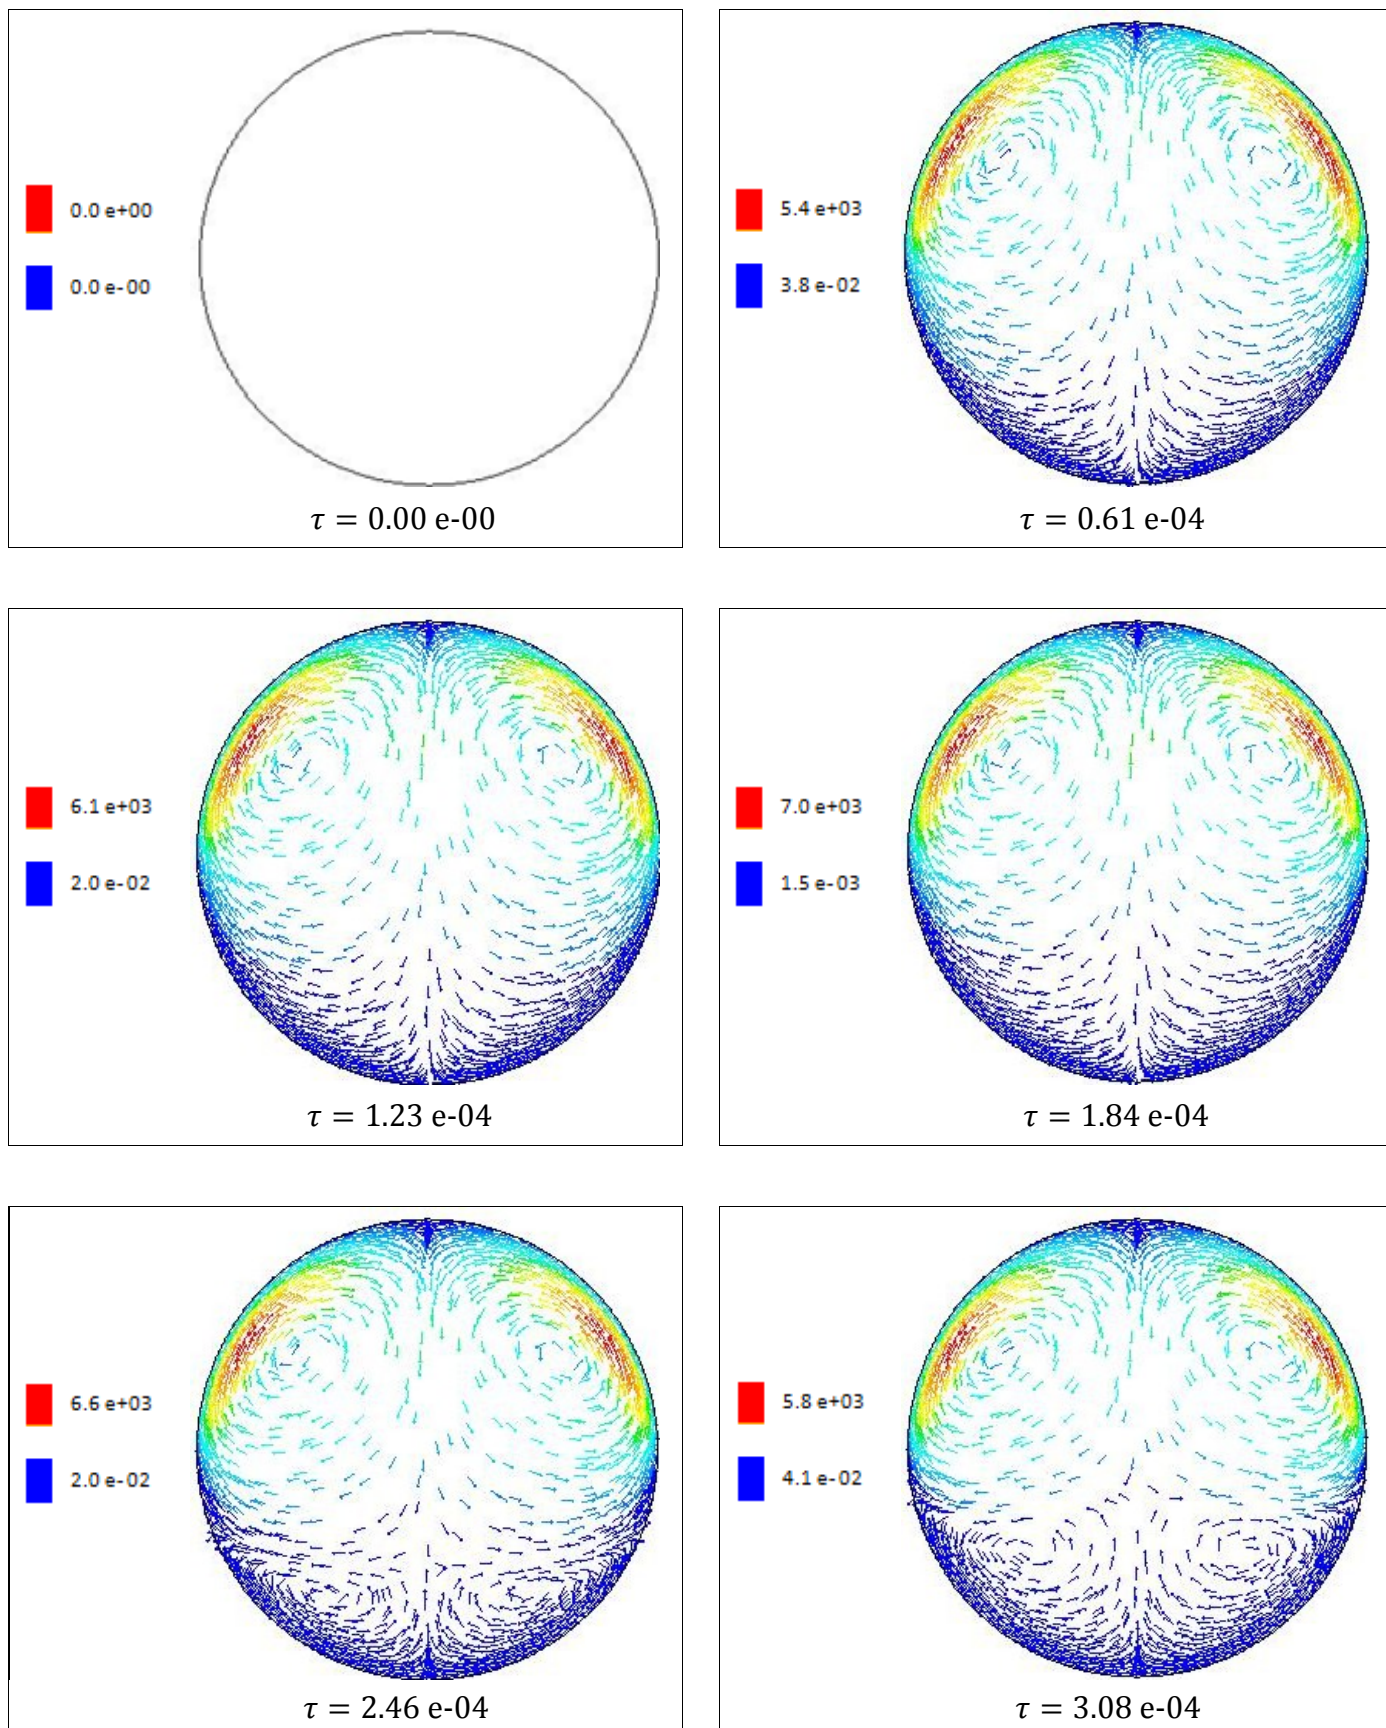 0.0 e+00
0.0 e-00
τ = 0.00 e-00
5.4 e+03
3.8 e-02
τ = 0.61 e-04
6.1 e+03
2.0 e-02
τ = 1.23 e-04
7.0 e+03
1.5 e-03
τ = 1.84 e-04
6.6 e+03
2.0 e-02
τ = 2.46 e-04
5.8 e+03
4.1 e-02
τ = 3.08 e-04